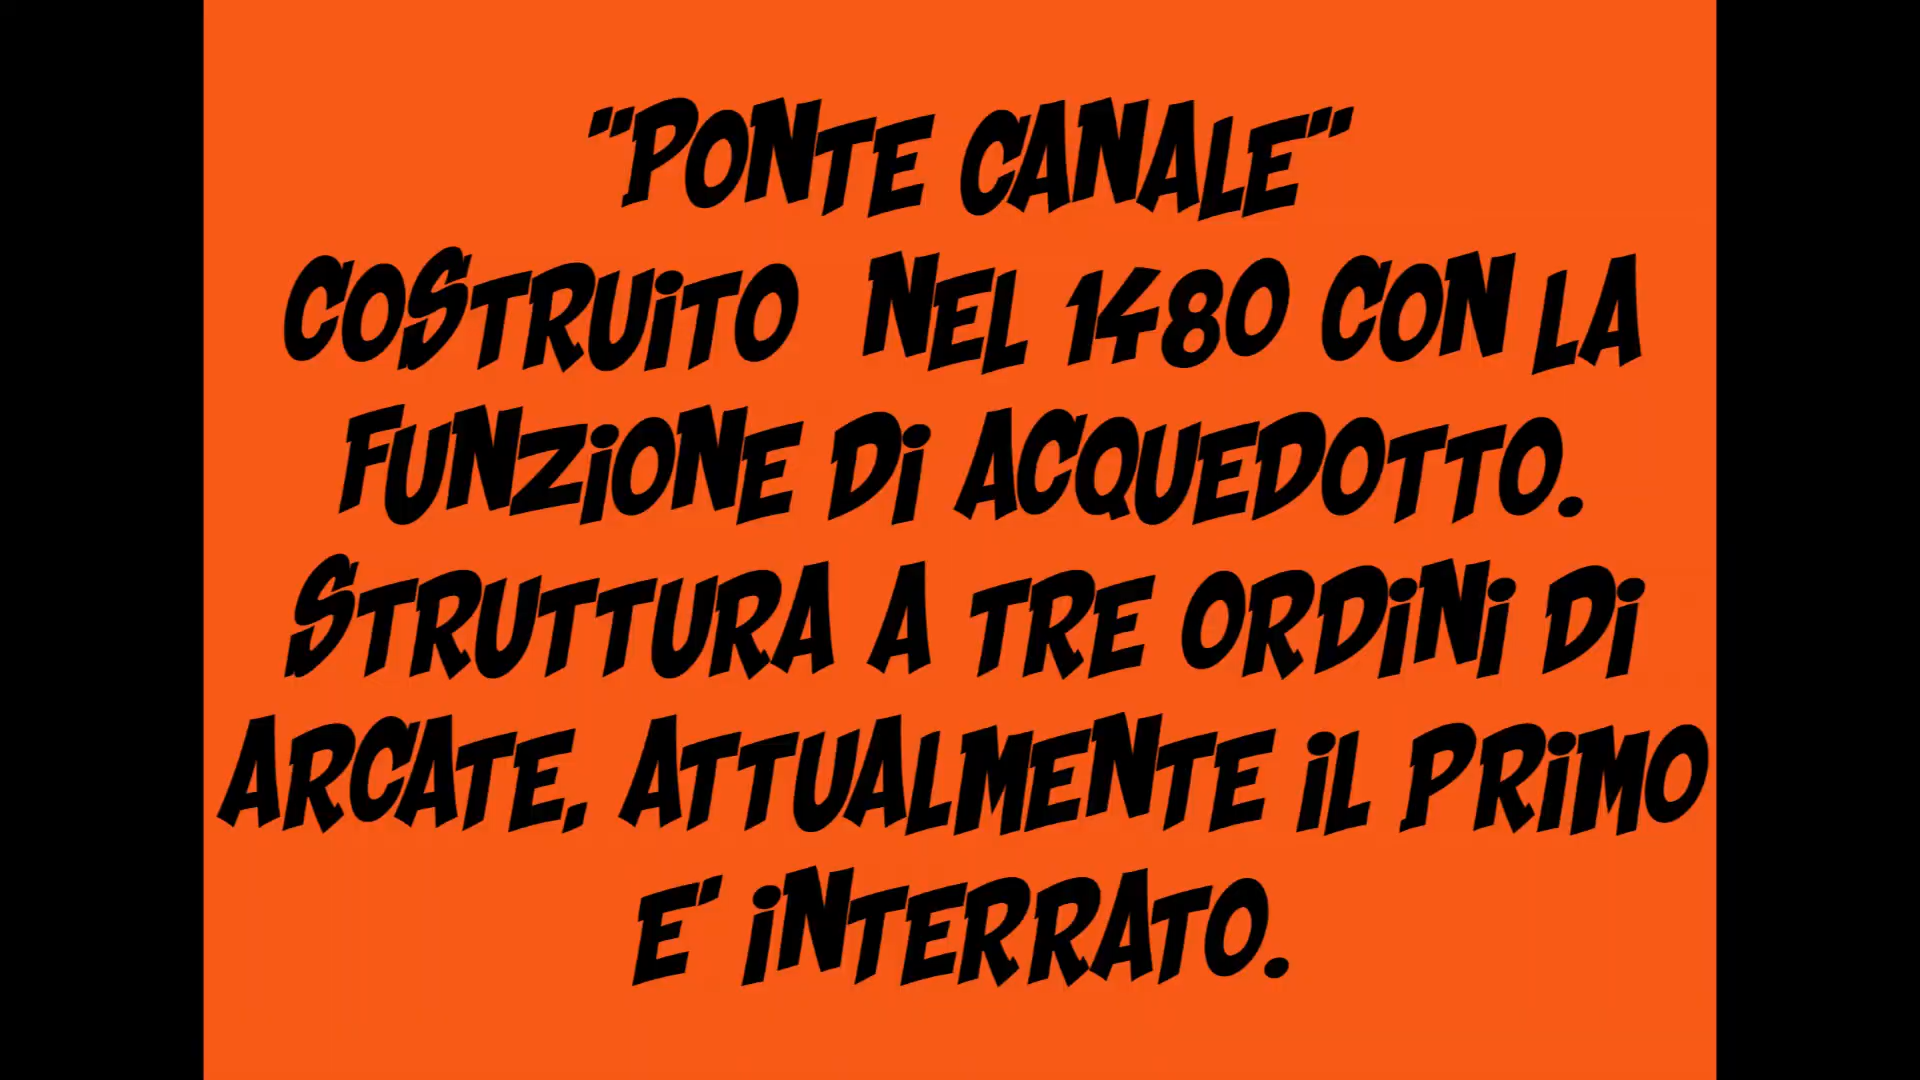 "PONTE CANALE"
COSTRUITO NEL 1480 CON LA
FUNZIONE DI ACQUEDOTTO.
STRUTTURA A TRE ORDINI DI
ARCATE, ATTUALMENTE IL PRIMO
E' INTERRATO.